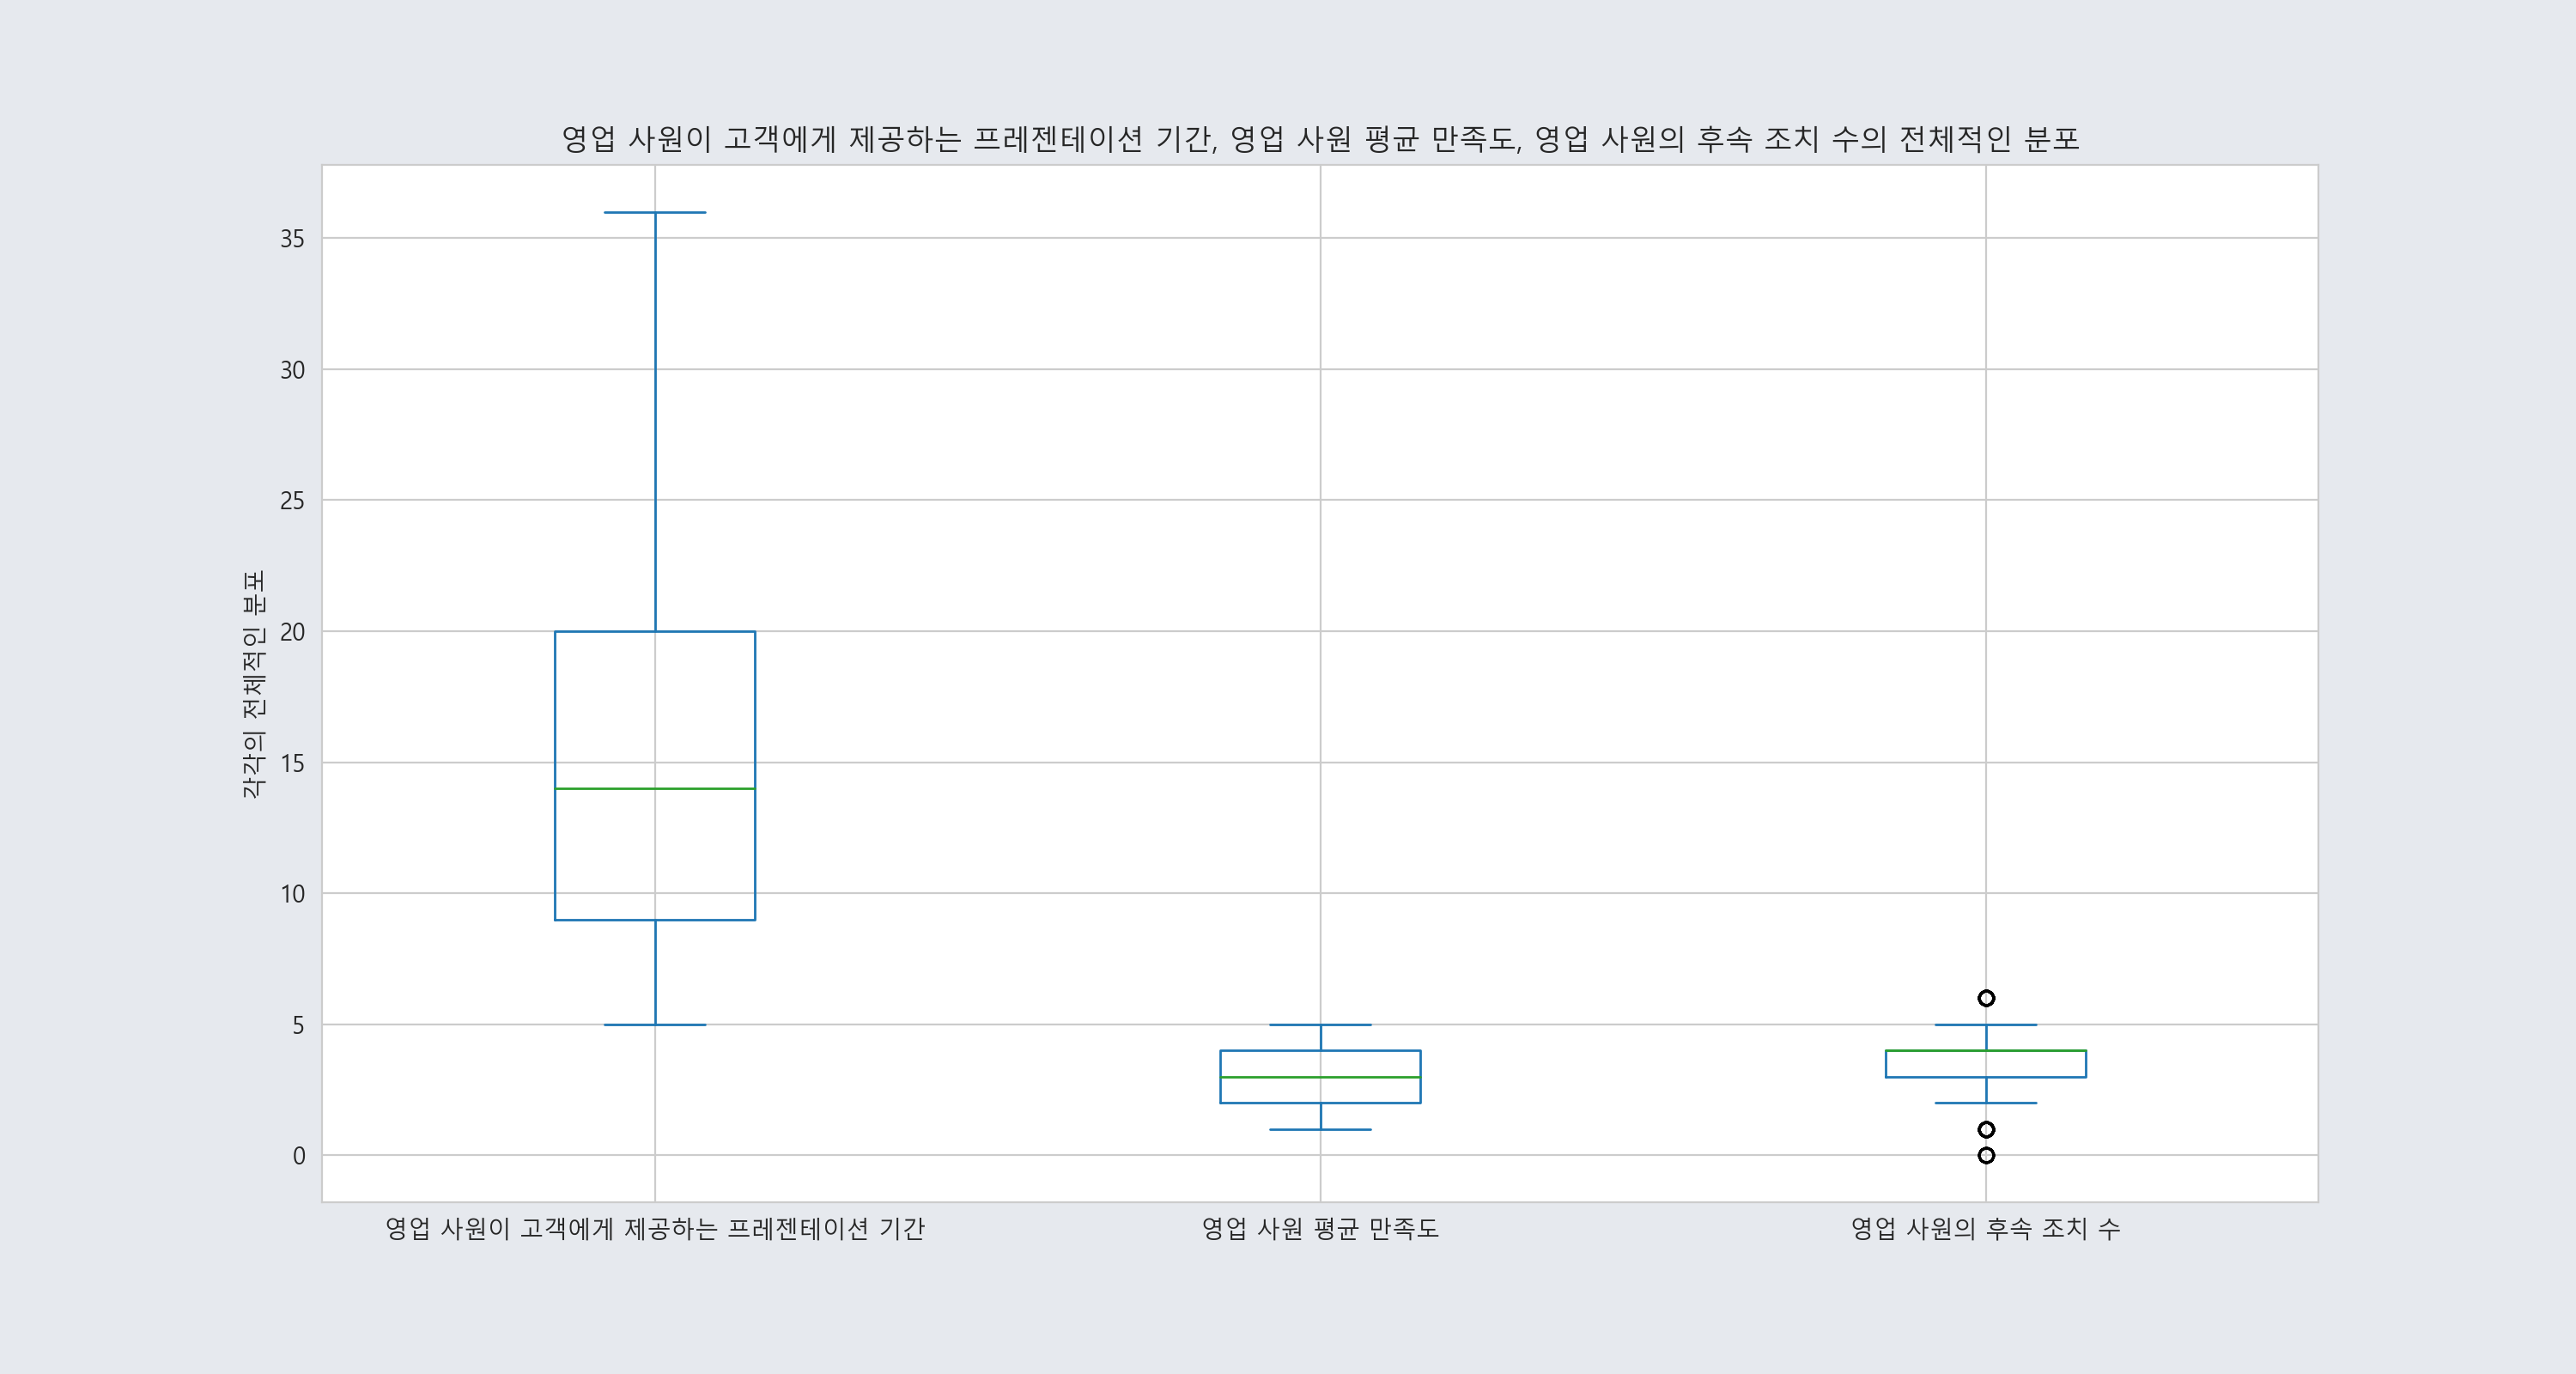 영업 사원이 고객에게 제공하는 프레젠테이션 기간, 영업 사원 평균 만족도, 영업 사원의 후속 조치 수의 전체적인 분포
각각의 전체적인 분포
35
30
25
20
15
10
5
0
영업 사원이 고객에게 제공하는 프레젠테이션 기간
영업 사원 평균 만족도
영업 사원의 후속 조치 수